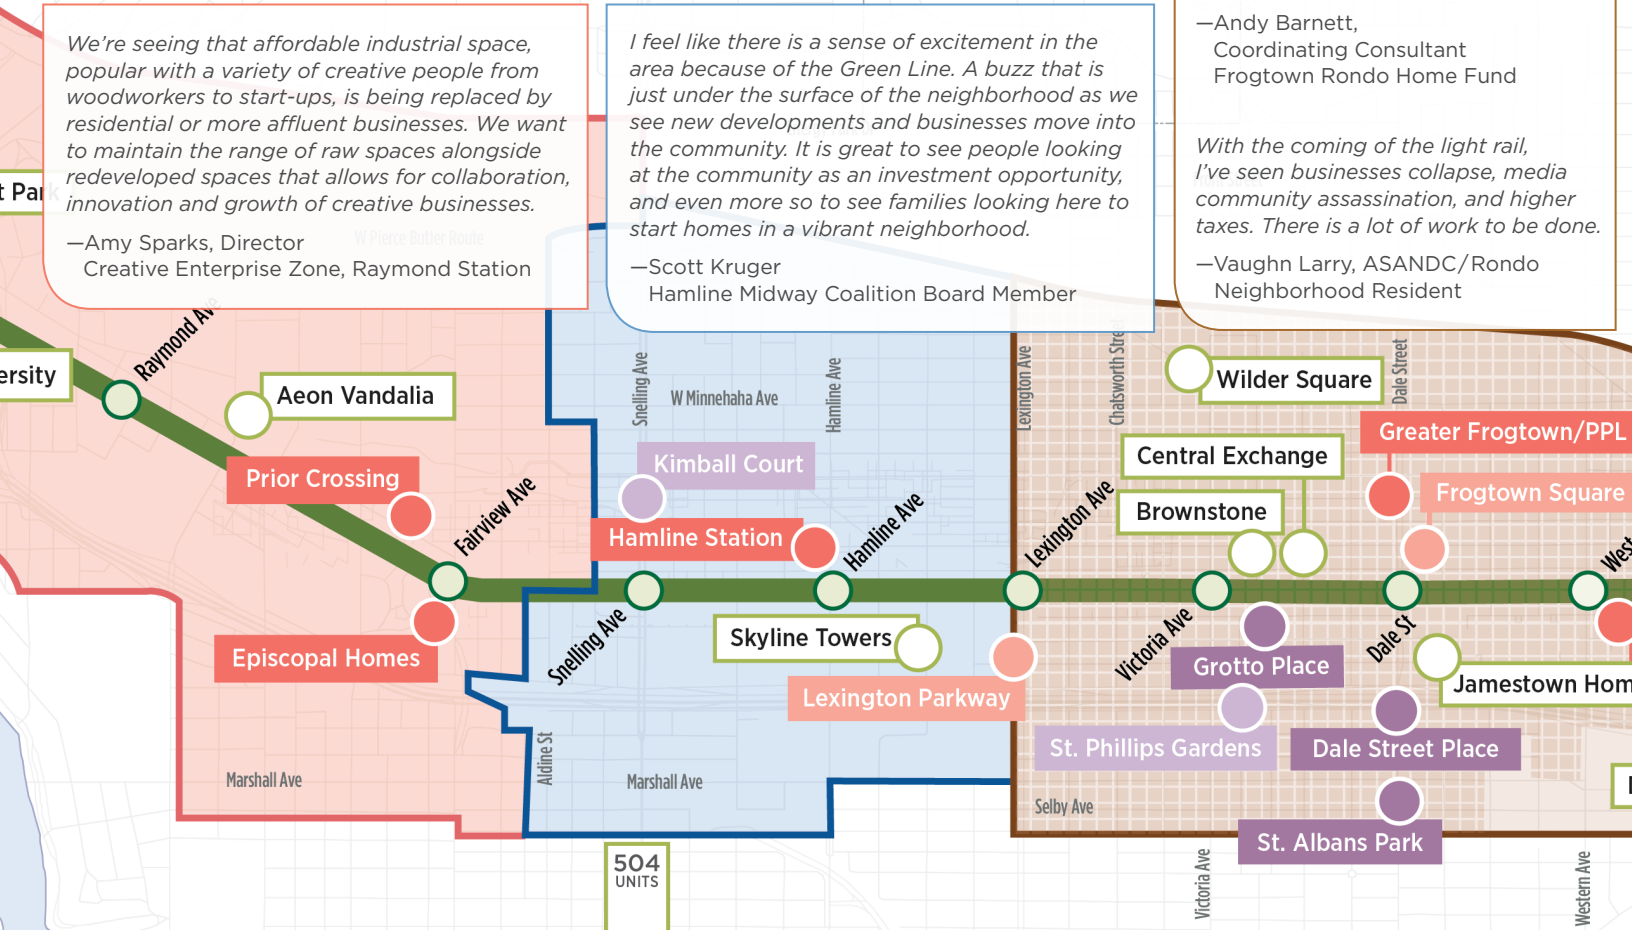 We're seeing that affordable industrial space,
popular with a variety of creative people from
woodworkers to start-ups, is being replaced by
residential or more affluent businesses. We want
to maintain the range of raw spaces alongside
redeveloped spaces that allows for collaboration,
innovation and growth of creative businesses.
—Amy Sparks, Director
Creative Enterprise Zone, Raymond Station
I feel like there is a sense of excitement in the
area because of the Green Line. A buzz that is
just under the surface of the neighborhood as we
see new developments and businesses move into
the community. It is great to see people looking
at the community as an investment opportunity,
and even more so to see families looking here to
start homes in a vibrant neighborhood.
—Scott Kruger
Hamline Midway Coalition Board Member
—Andy Barnett,
Coordinating Consultant
Frogtown Rondo Home Fund
With the coming of the light rail,
I've seen businesses collapse, media
community assassination, and higher
taxes. There is a lot of work to be done.
—Vaughn Larry, ASANDC/Rondo
Neighborhood Resident
t Park
W Pierce Butler Route
ersity
Raymond Ave
Aeon Vandalia
Prior Crossing
Fairview Ave
Episcopal Homes
Marshall Ave
Snelling Ave
W Minnehaha Ave
Hamline Ave
Kimball Court
Hamline Station
Hamline Ave
Snelling Ave
Skyline Towers
Lexington Parkway
Aldine St
Marshall Ave
Lexington Ave
Chatsworth Stre
Dale Street
Wilder Square
Greater Frogtown/PPL
Central Exchange
Frogtown Square
Brownstone
Lexington Ave
West
Victoria Ave
Dale St
Grotto Place
Jamestown Hom
St. Phillips Gardens
Dale Street Place
Selby Ave
St. Albans Park
504
UNITS
Victoria Ave
Western Ave